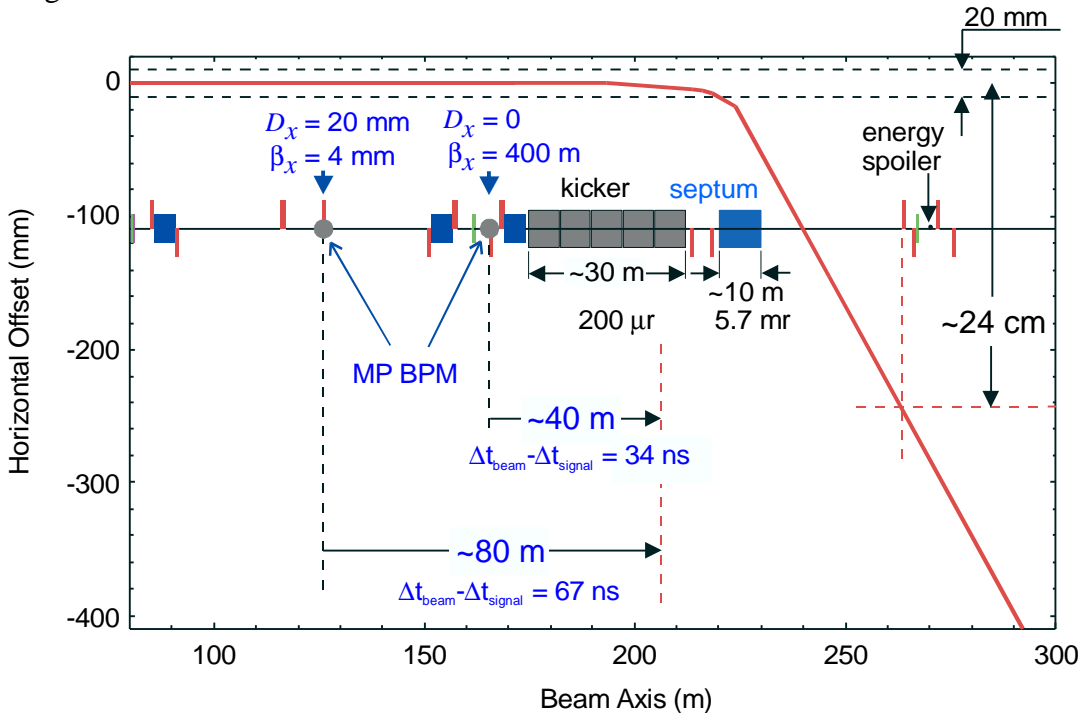 20 mm
0
-100
-200
-300
-400
Horizontal Offset (mm)
D_x = 20 mm
β_x = 4 mm
D_x = 0
β_x = 400 m
kicker
septum
energy
spoiler
~30 m
200 μr
~10 m
5.7 mr
~24 cm
MP BPM
~40 m
Δt_beam-Δt_signal = 34 ns
~80 m
Δt_beam-Δt_signal = 67 ns
100
150
200
250
300
Beam Axis (m)